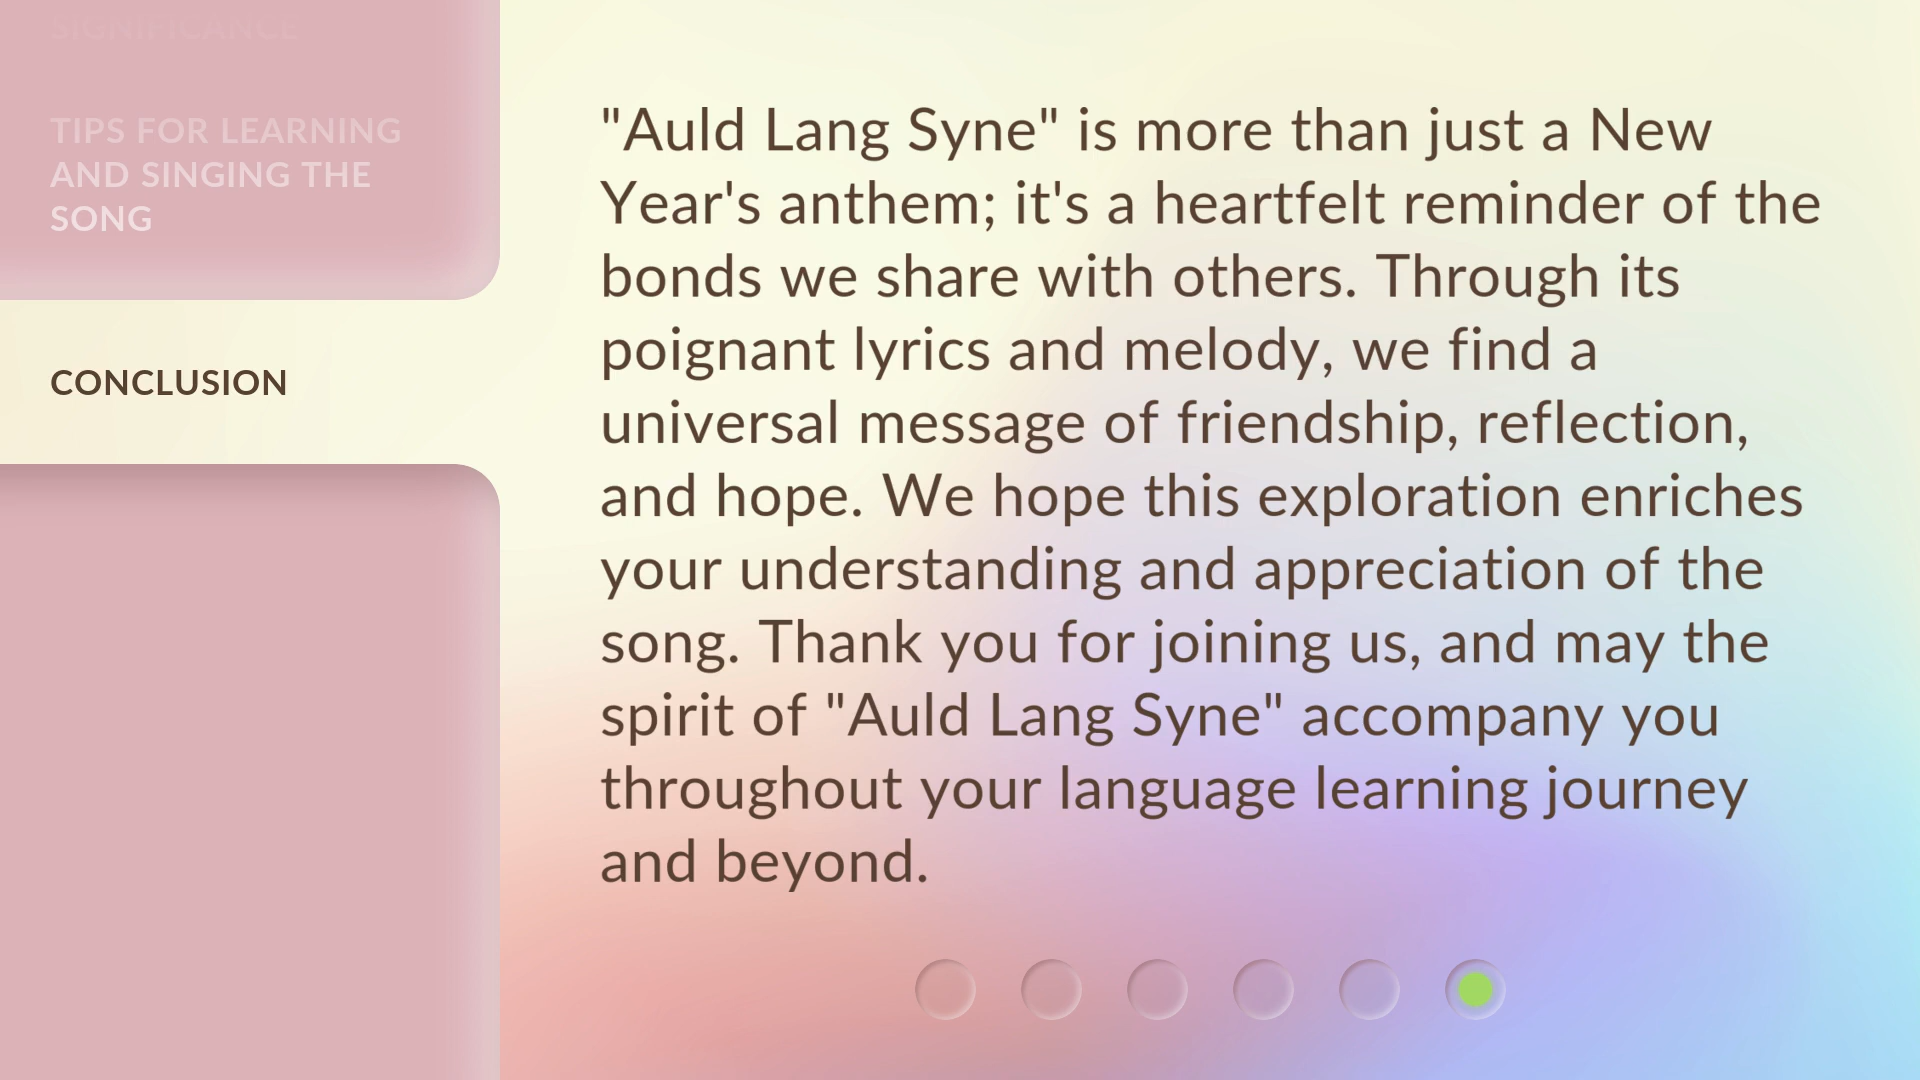 SIGNIFICANCE
TIPS FOR LEARNING
AND SINGING THE
SONG
CONCLUSION
"Auld Lang Syne" is more than just a New
Year's anthem; it's a heartfelt reminder of the
bonds we share with others. Through its
poignant lyrics and melody, we find a
universal message of friendship, reflection,
and hope. We hope this exploration enriches
your understanding and appreciation of the
song. Thank you for joining us, and may the
spirit of "Auld Lang Syne" accompany you
throughout your language learning journey
and beyond.